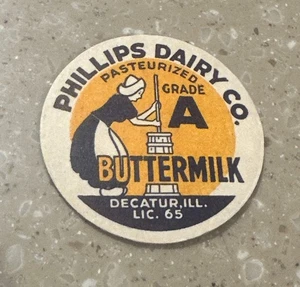 PHILLIPS DAIRY CO.
PASTEURIZED
GRADE
A
BUTTERMILK
DECATUR, ILL.
LIC. 65